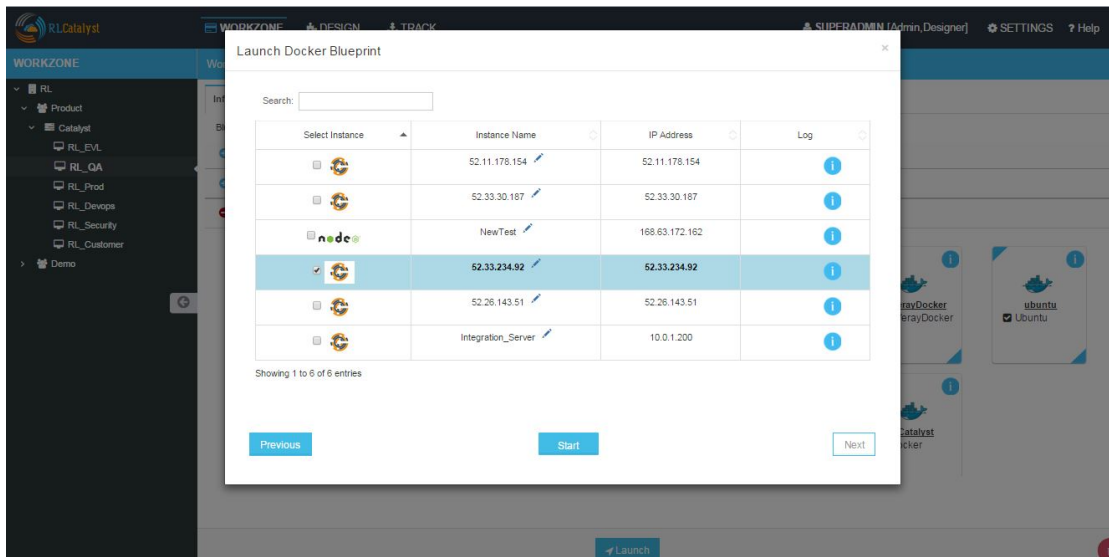 RLCatalyst
WORKZONE DESIGN TRACK SUPERADMIN [Admin,Designer] SETTINGS ? Help
WORKZONE
Launch Docker Blueprint ×
RL
Product
Catalyst
RL_EVL
RL_QA
RL_Prod
RL_Devops
RL_Security
RL_Customer
Demo
Search:
Select Instance Instance Name IP Address Log
52.11.178.154 52.11.178.154 i
52.33.30.187 52.33.30.187 i
node NewTest 168.63.172.162 i
52.33.234.92 52.33.234.92 i
52.26.143.51 52.26.143.51 i
Integration_Server 10.0.1.200 i
Showing 1 to 6 of 6 entries
Previous Start Next
rayDocker
erayDocker
ubuntu
Ubuntu
Catalyst
cker
Launch